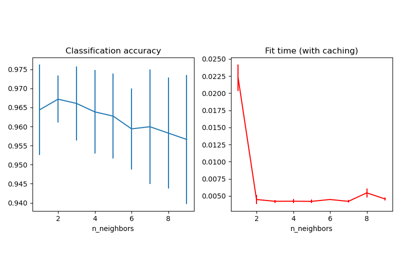 Classification accuracy
0.975
0.970
0.965
0.960
0.955
0.950
0.945
0.940
2 4 6 8
n_neighbors
Fit time (with caching)
0.0250
0.0225
0.0200
0.0175
0.0150
0.0125
0.0100
0.0075
0.0050
2 4 6 8
n_neighbors